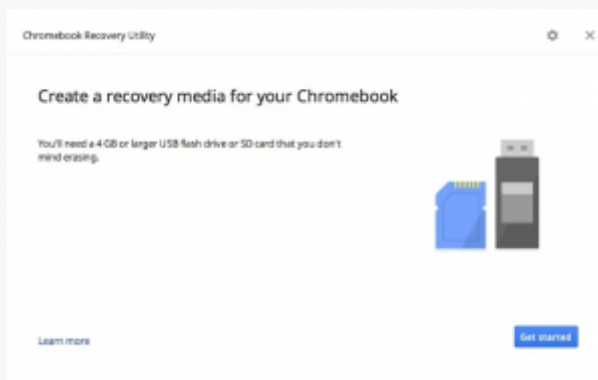 Chromebook Recovery Utility
Create a recovery media for your Chromebook
You'll need a 4 GB or larger USB flash drive or SD card that you don't
mind erasing.
Learn more
Get started